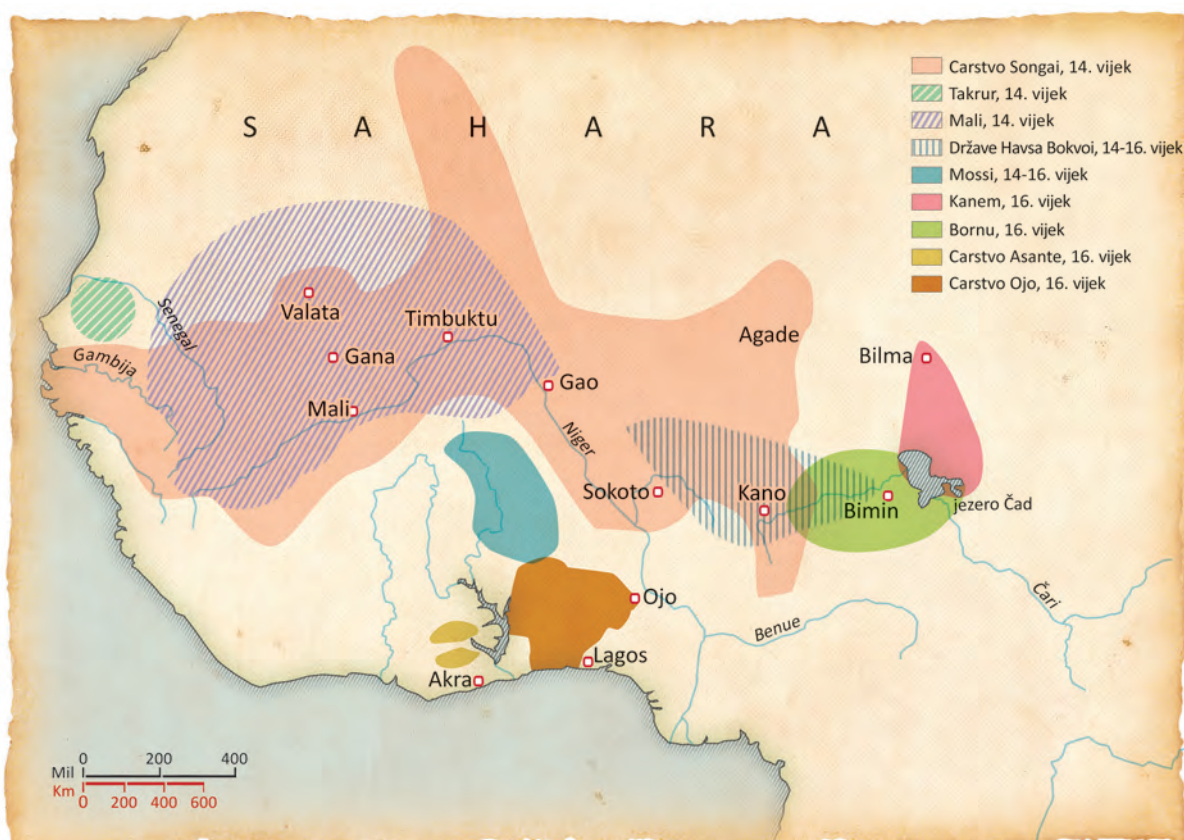 S A H A R A
Carstvo Songai, 14. vijek
Takrur, 14. vijek
Mali, 14. vijek
Države Havsa Bokvoi, 14-16. vijek
Mossi, 14-16. vijek
Kanem, 16. vijek
Bornu, 16. vijek
Carstvo Asante, 16. vijek
Carstvo Ojo, 16. vijek
Senegal
Valata
Timbuktu
Agade
Bilma
Gambija
Gana
Gao
Mali
Niger
Sokoto
Kano
Bimin
jezero Čad
Ojo
Čari
Benue
Lagos
Akra
Mil
0 200 400
Km
0 200 400 600